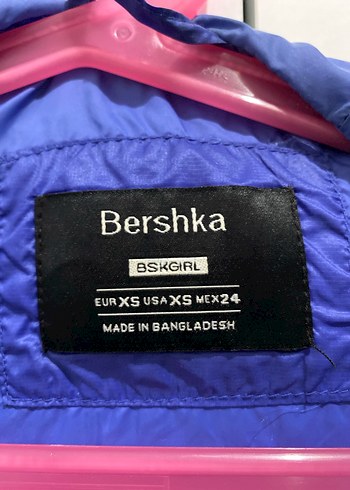 Bershka
BSKGIRL
EUR XS USA XS MEX 24
MADE IN BANGLADESH